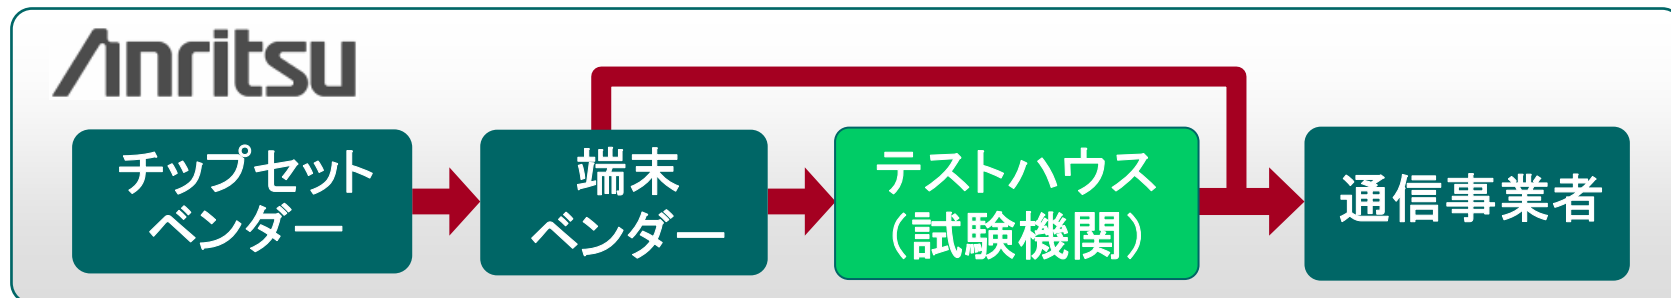 Anritsu
チップセット
ベンダー
端末
ベンダー
テストハウス
（試験機関）
通信事業者